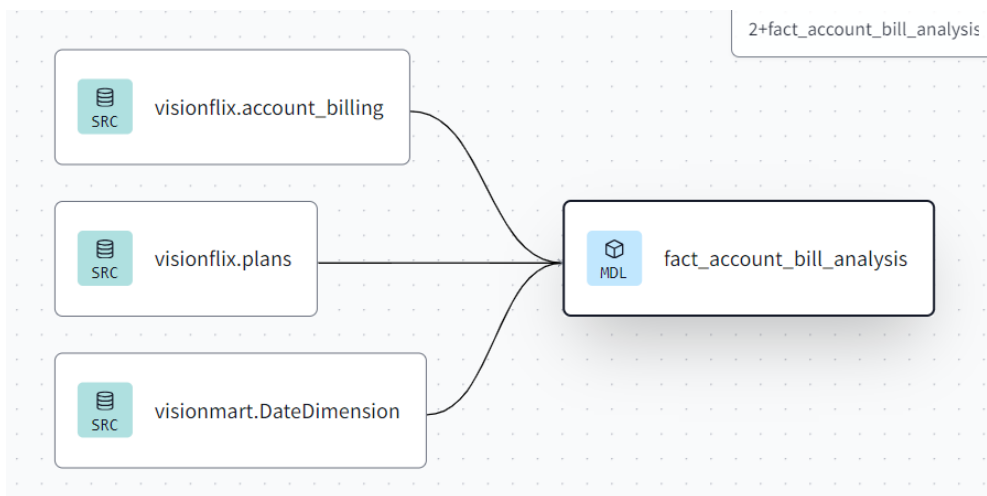 2+fact_account_bill_analysis
visionflix.account_billing
SRC
visionflix.plans
SRC
fact_account_bill_analysis
MDL
visionmart.DateDimension
SRC